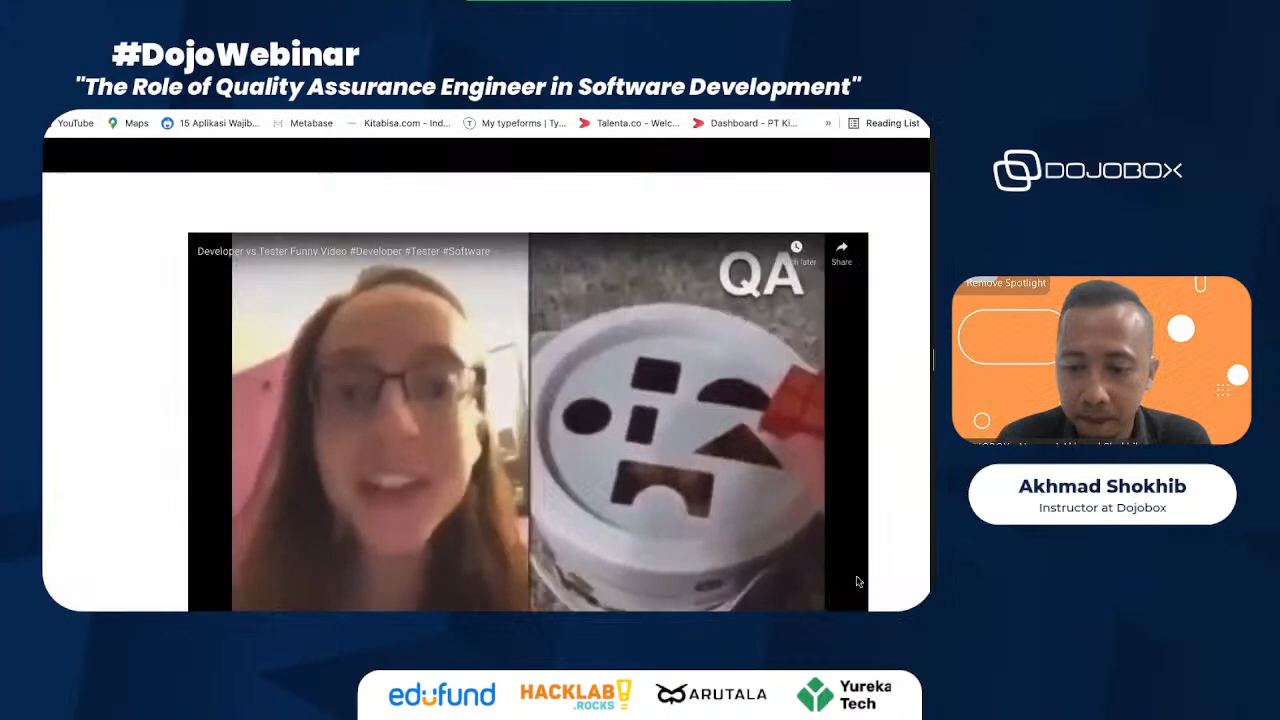 #DojoWebinar
"The Role of Quality Assurance Engineer in Software Development"
YouTube
Maps
15 Aplikasi Wajib...
Metabase
Kitabisa.com - Ind...
My typeforms | Ty...
Talenta.co - Welc...
Dashboard - PT Ki...
»
Reading List
DOJOBOX
Developer vs Tester Funny Video #Developer #Tester #Software
later
Share
QA
Remove Spotlight
Akhmad Shokhib
Instructor at Dojobox
edufund
HACKLAB!
.ROCKS
ARUTALA
Yureka
Tech